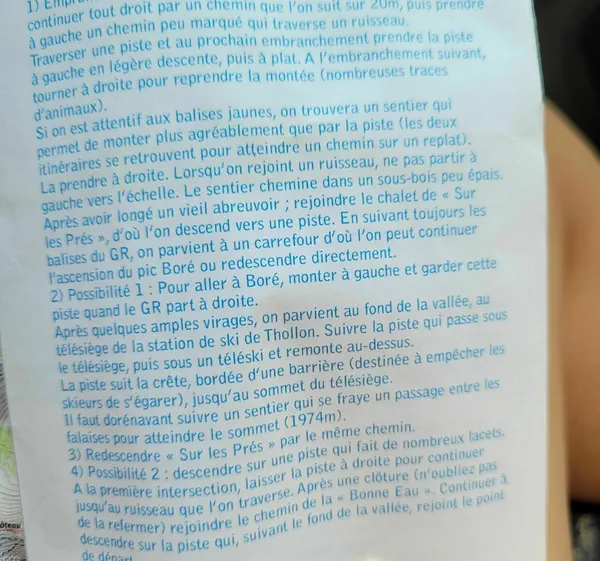 1) Empru
continuer tout droit par un chemin que l'on suit sur 20m, puis prendre
à gauche un chemin peu marqué qui traverse un ruisseau.
Traverser une piste et au prochain embranchement prendre la piste
à gauche en légère descente, puis à plat. A l'embranchement suivant,
tourner à droite pour reprendre la montée (nombreuses traces
d'animaux).
Si on est attentif aux balises jaunes, on trouvera un sentier qui
permet de monter plus agréablement que par la piste (les deux
itinéraires se retrouvent pour atteindre un chemin sur un replat).
La prendre à droite. Lorsqu'on rejoint un ruisseau, ne pas partir à
gauche vers l'échelle. Le sentier chemine dans un sous-bois peu épais.
Après avoir longé un vieil abreuvoir ; rejoindre le chalet de « Sur
les Prés », d'où l'on descend vers une piste. En suivant toujours les
balises du GR, on parvient à un carrefour d'où l'on peut continuer
l'ascension du pic Boré ou redescendre directement.
2) Possibilité 1 : Pour aller à Boré, monter à gauche et garder cette
piste quand le GR part à droite.
Après quelques amples virages, on parvient au fond de la vallée, au
télésiège de la station de ski de Thollon. Suivre la piste qui passe sous
le télésiège, puis sous un téléski et remonte au-dessus.
La piste suit la crête, bordée d'une barrière (destinée à empêcher les
skieurs de s'égarer), jusqu'au sommet du télésiège.
Il faut dorénavant suivre un sentier qui se fraye un passage entre les
falaises pour atteindre le sommet (1974m).
3) Redescendre « Sur les Prés » par le même chemin.
4) Possibilité 2 : descendre sur une piste qui fait de nombreux lacets.
A la première intersection, laisser la piste à droite pour continuer
jusqu'au ruisseau que l'on traverse. Après une clôture (n'oubliez pas
de la refermer) rejoindre le chemin de la « Bonne Eau ». Continuer à
descendre sur la piste qui, suivant le fond de la vallée, rejoint le point
de départ
âteau